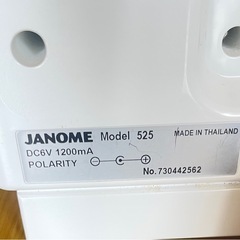 JANOME Model 525 MADE IN THAILAND
DC6V 1200mA
POLARITY - +
No.730442562